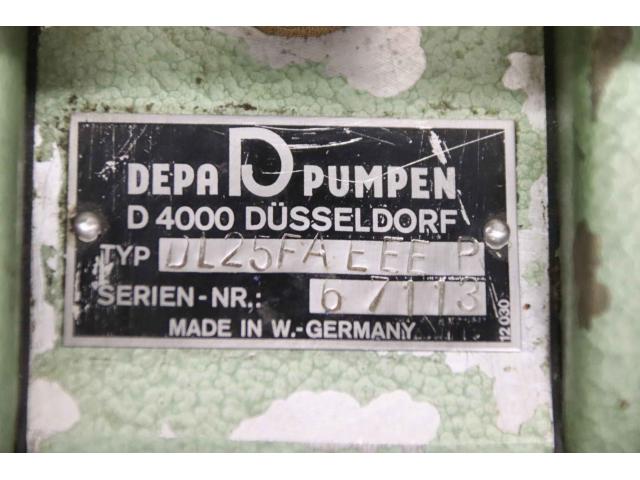 DEPA PUMPEN
D 4000 DÜSSELDORF
TYP DL25FA EEE P
SERIEN-NR.: 67113
MADE IN W.-GERMANY
12030